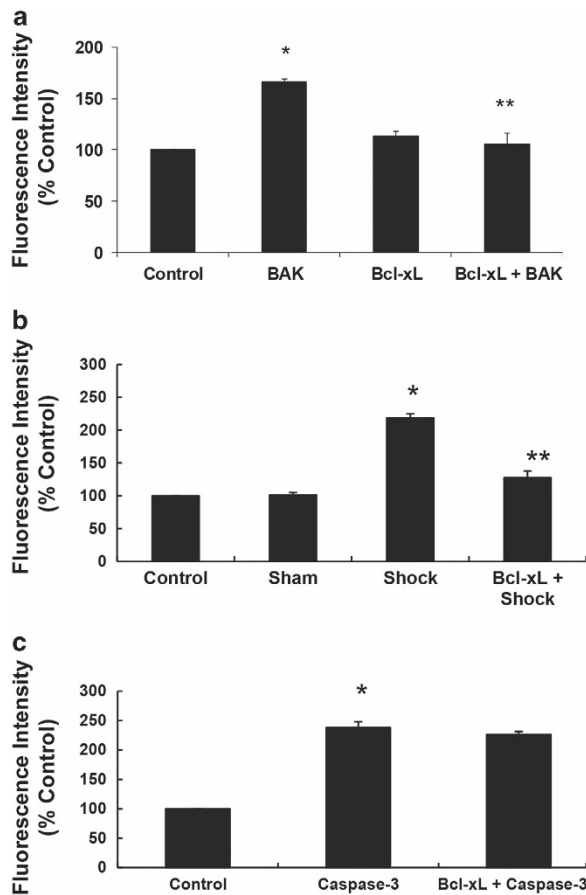 a
Fluorescence Intensity
(% Control)
200
150
100
50
0
*
**
Control BAK Bcl-xL Bcl-xL + BAK
b
Fluorescence Intensity
(% Control)
300
250
200
150
100
50
0
*
**
Control Sham Shock Bcl-xL +
Shock
c
Fluorescence Intensity
(% Control)
300
250
200
150
100
50
0
*
Control Caspase-3 Bcl-xL + Caspase-3